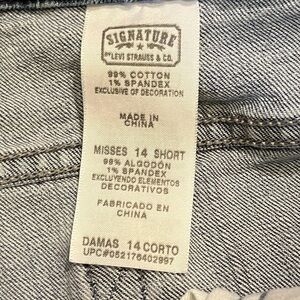 SIGNATURE
BY LEVI STRAUSS & CO.
99% COTTON
1% SPANDEX
EXCLUSIVE OF DECORATION
MADE IN
CHINA
MISSES 14 SHORT
99% ALGODÓN
1% SPANDEX
EXCLUYENDO ELEMENTOS
DECORATIVOS
FABRICADO EN
CHINA
DAMAS 14 CORTO
UPC#052176402997